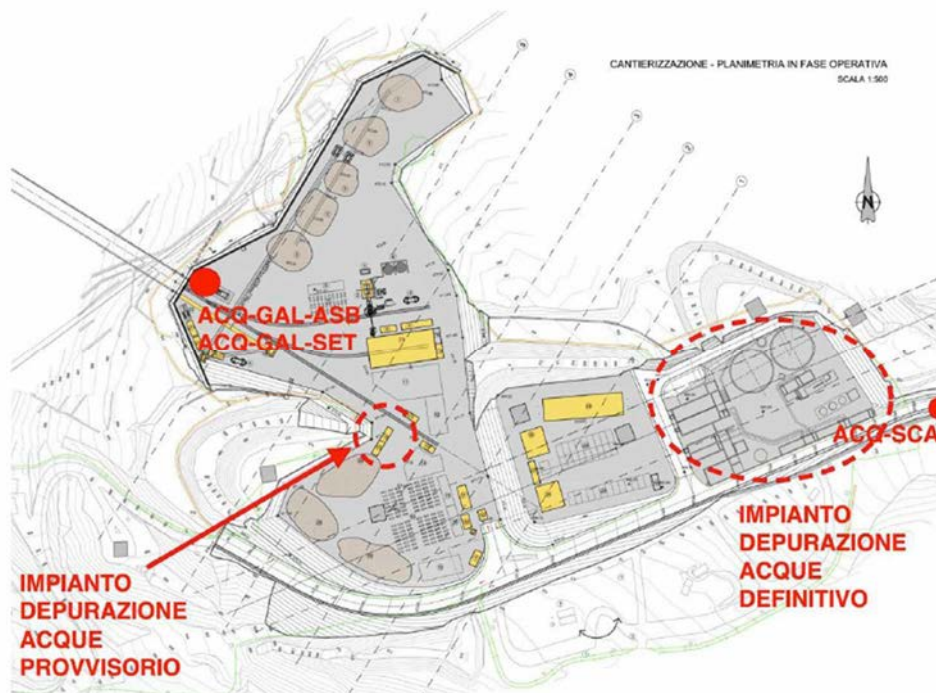 CANTIERIZZAZIONE - PLANIMETRIA IN FASE OPERATIVA
SCALA 1:500
N
ACQ-GAL-ASB
ACQ-GAL-SET
ACQ-SCA
IMPIANTO
DEPURAZIONE
ACQUE
DEFINITIVO
IMPIANTO
DEPURAZIONE
ACQUE
PROVVISORIO